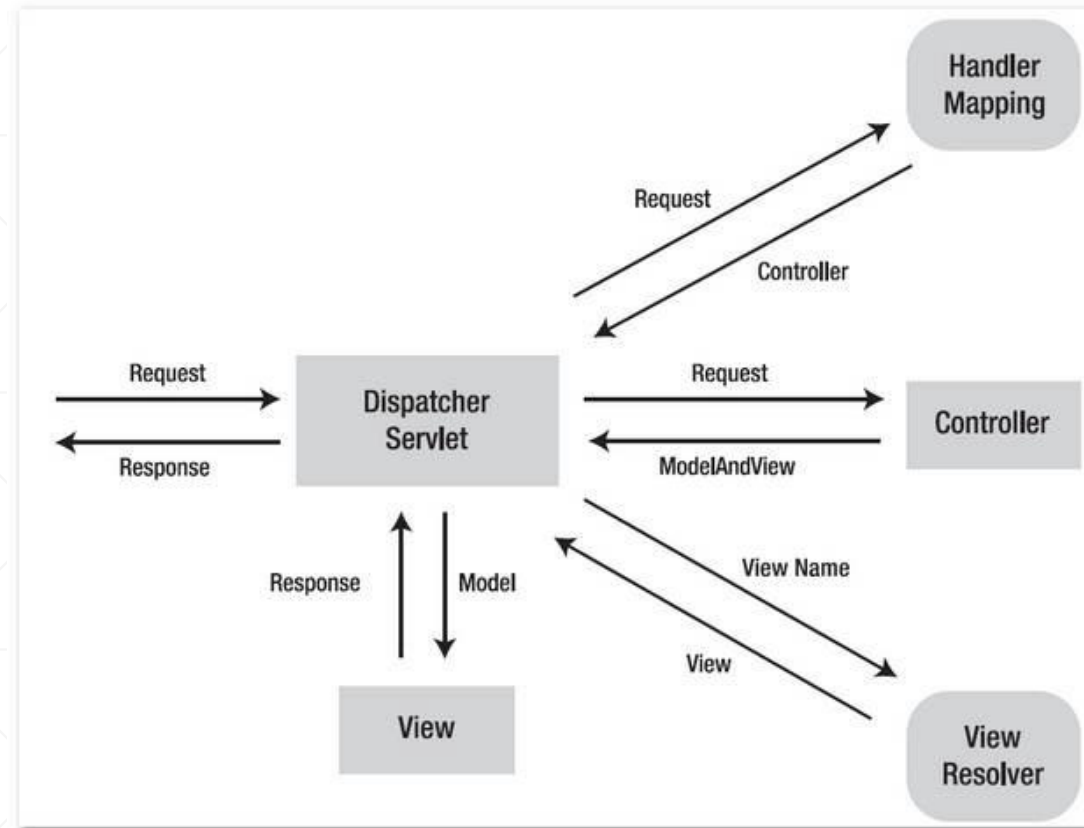 Handler
Mapping
Request
Controller
Request
Response
Dispatcher
Servlet
Request
ModelAndView
Controller
Response
Model
View Name
View
View
View
Resolver